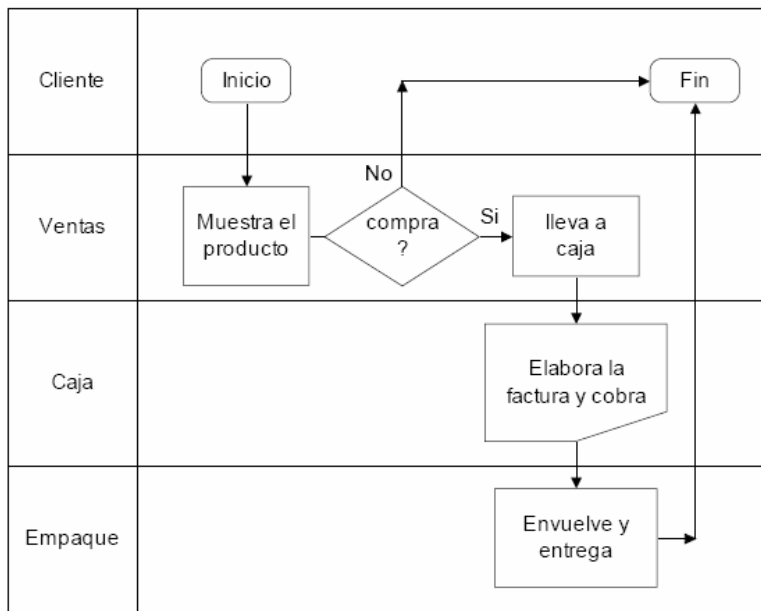 Cliente
Inicio
Fin
Ventas
Muestra el
producto
compra
?
No
Si
lleva a
caja
Caja
Elabora la
factura y cobra
Empaque
Envuelve y
entrega